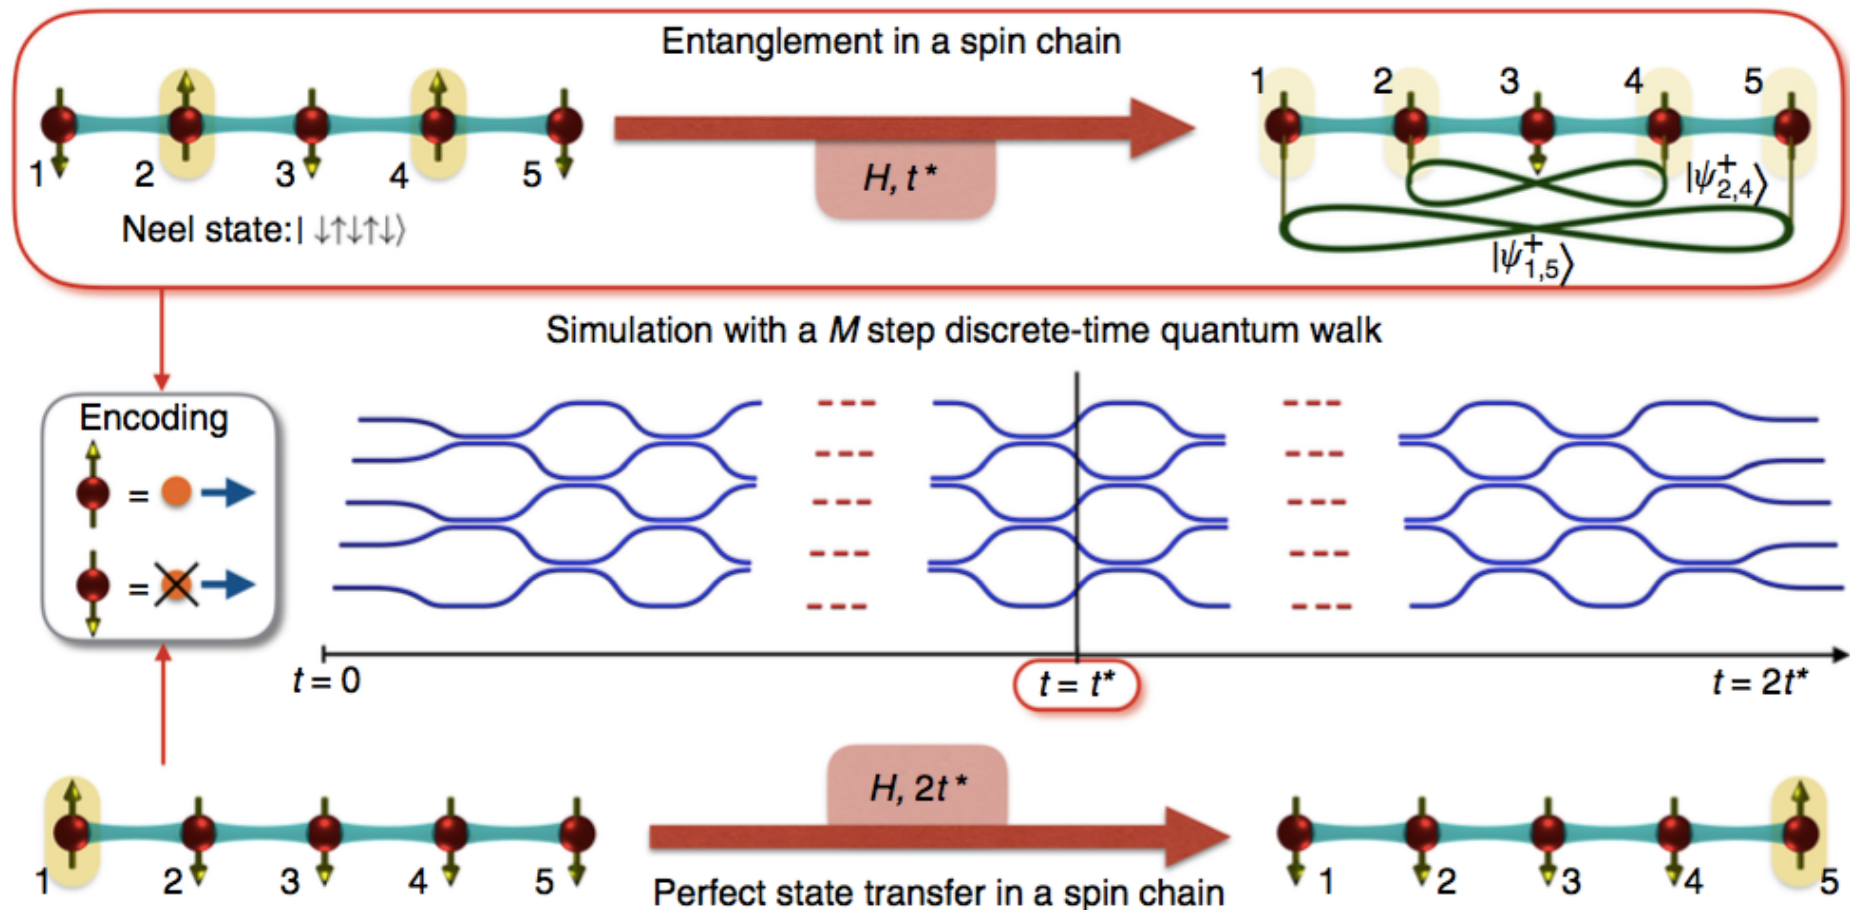 Entanglement in a spin chain
1 2 3 4 5
H, t*
1 2 3 4 5
Neel state:| ↓↑↓↑↓⟩
|ψ⁺₂,₄⟩
|ψ⁺₁,₅⟩
Simulation with a M step discrete-time quantum walk
Encoding
=
=
t = 0
t = t*
t = 2t*
H, 2t*
1 2 3 4 5
1 2 3 4 5
Perfect state transfer in a spin chain